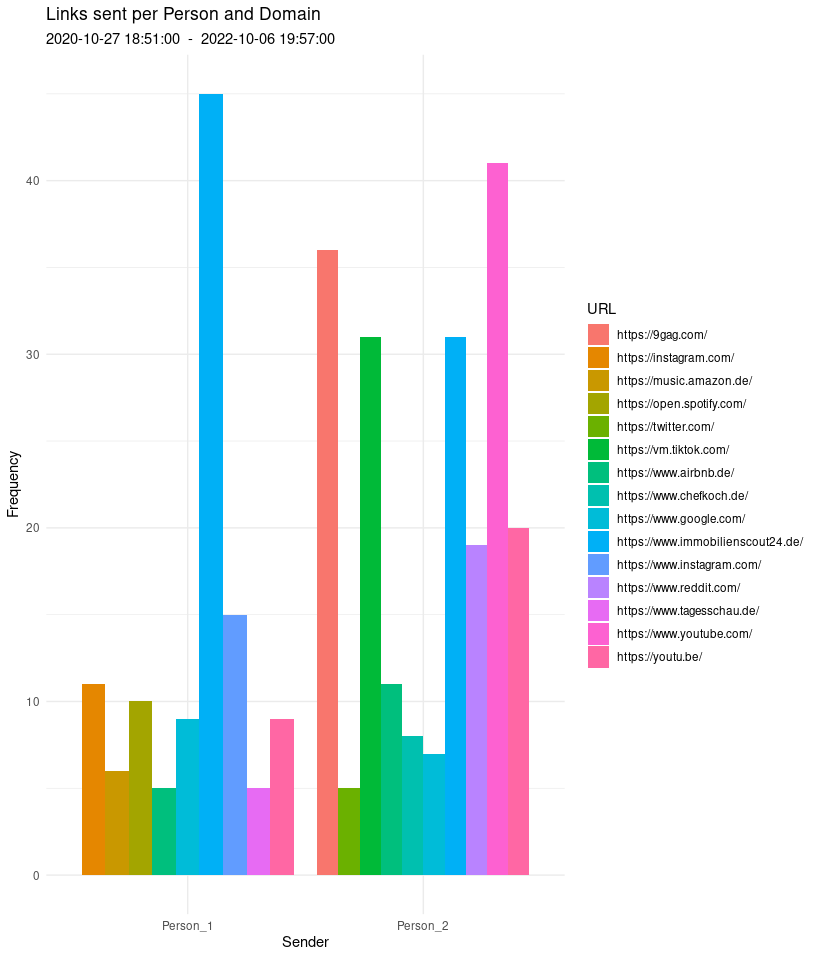 Links sent per Person and Domain
2020-10-27 18:51:00  -  2022-10-06 19:57:00
Frequency
40
30
20
10
0
Person_1
Person_2
Sender
URL
https://9gag.com/
https://instagram.com/
https://music.amazon.de/
https://open.spotify.com/
https://twitter.com/
https://vm.tiktok.com/
https://www.airbnb.de/
https://www.chefkoch.de/
https://www.google.com/
https://www.immobilienscout24.de/
https://www.instagram.com/
https://www.reddit.com/
https://www.tagesschau.de/
https://www.youtube.com/
https://youtu.be/